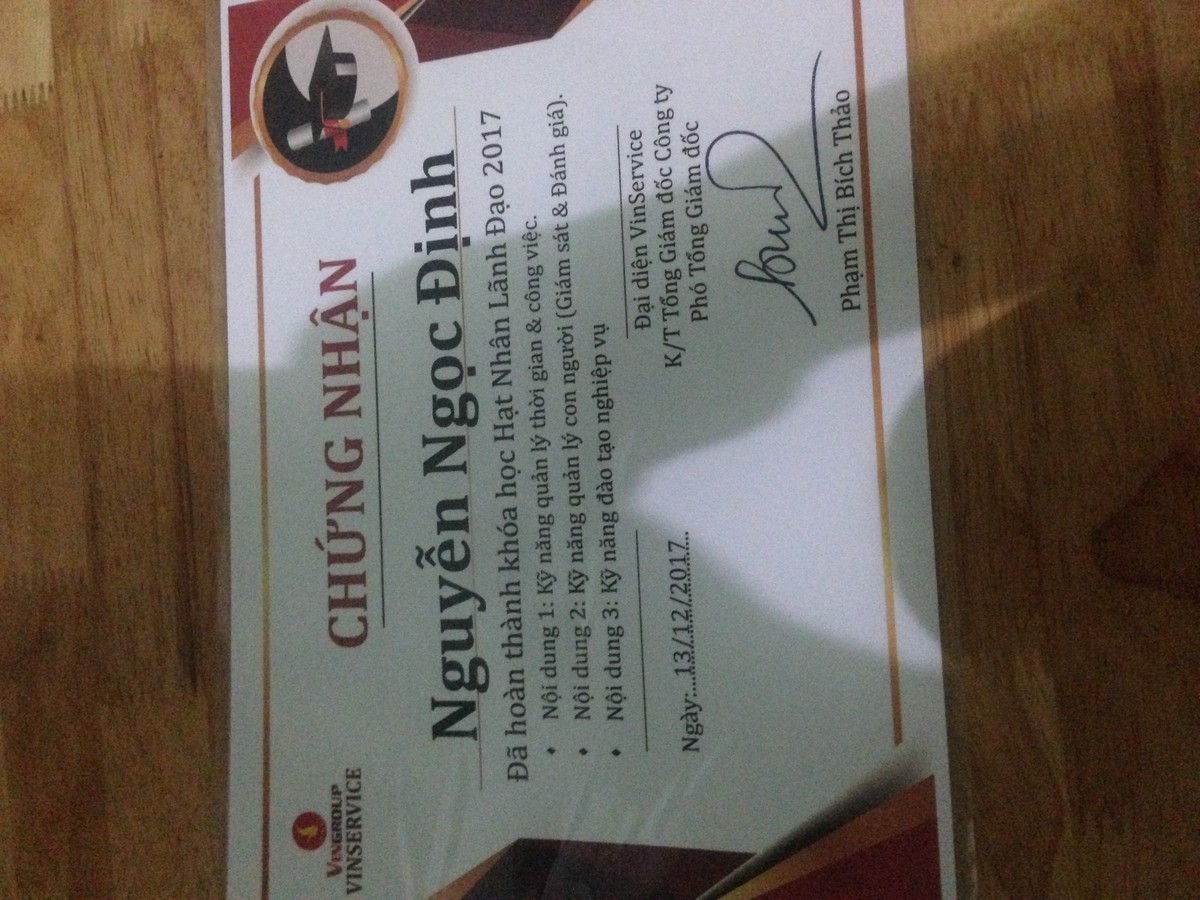 VINGROUP
VINSERVICE
CHỨNG NHẬN
Nguyễn Ngọc Định
Đã hoàn thành khóa học Hạt Nhân Lãnh Đạo 2017
• Nội dung 1: Kỹ năng quản lý thời gian & công việc.
• Nội dung 2: Kỹ năng quản lý con người (Giám sát & Đánh giá).
• Nội dung 3: Kỹ năng đào tạo nghiệp vụ
Ngày:....13/12/2017...
Đại diện VinService
K/T Tổng Giám đốc Công ty
Phó Tổng Giám đốc
Phạm Thị Bích Thảo